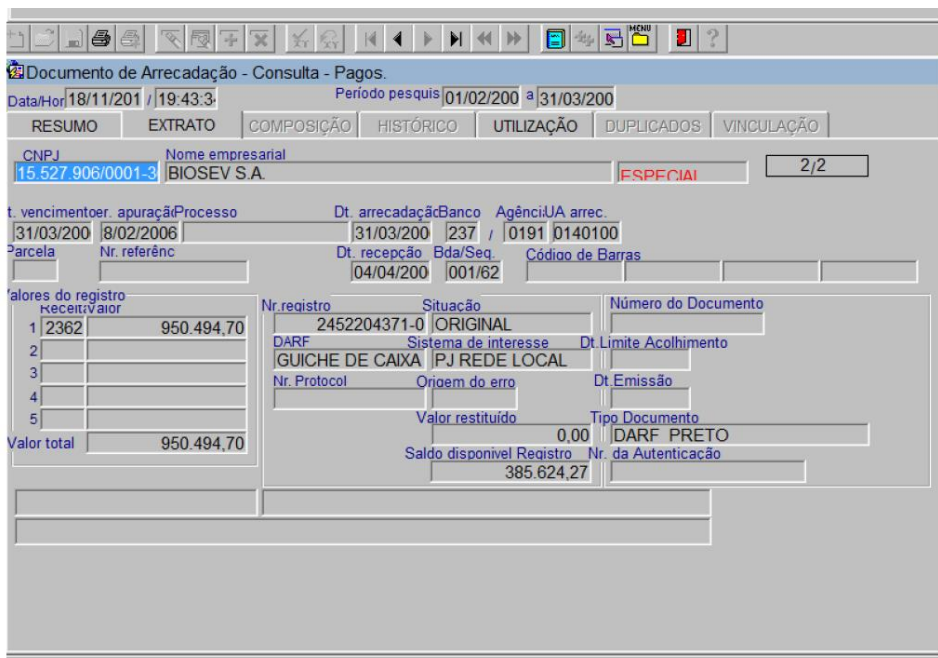 MENU
Documento de Arrecadação - Consulta - Pagos.
Data/Hor 18/11/201 / 19:43:3 Período pesquis 01/02/200 a 31/03/200
RESUMO EXTRATO COMPOSIÇÃO HISTÓRICO UTILIZAÇÃO DUPLICADOS VINCULAÇÃO
CNPJ Nome empresarial
15.527.906/0001-3 BIOSEV S.A. ESPECIAL 2/2
t. vencimento er. apuração Processo Dt. arrecadação Banco Agência UA arrec.
31/03/200 8/02/2006 31/03/200 237 / 0191 0140100
Parcela Nr. referênc Dt. recepção Bda/Seq. Código de Barras
04/04/200 001/62
Valores do registro
Receita Valor Nr.registro Situação Número do Documento
1 2362 950.494,70 2452204371-0 ORIGINAL
DARF Sistema de interesse Dt.Limite Acolhimento
2 GUICHE DE CAIXA PJ REDE LOCAL
3 Nr. Protocol Origem do erro Dt.Emissão
4
5 Valor restituído Tipo Documento
0,00 DARF PRETO
Valor total 950.494,70 Saldo disponivel Registro Nr. da Autenticação
385.624,27